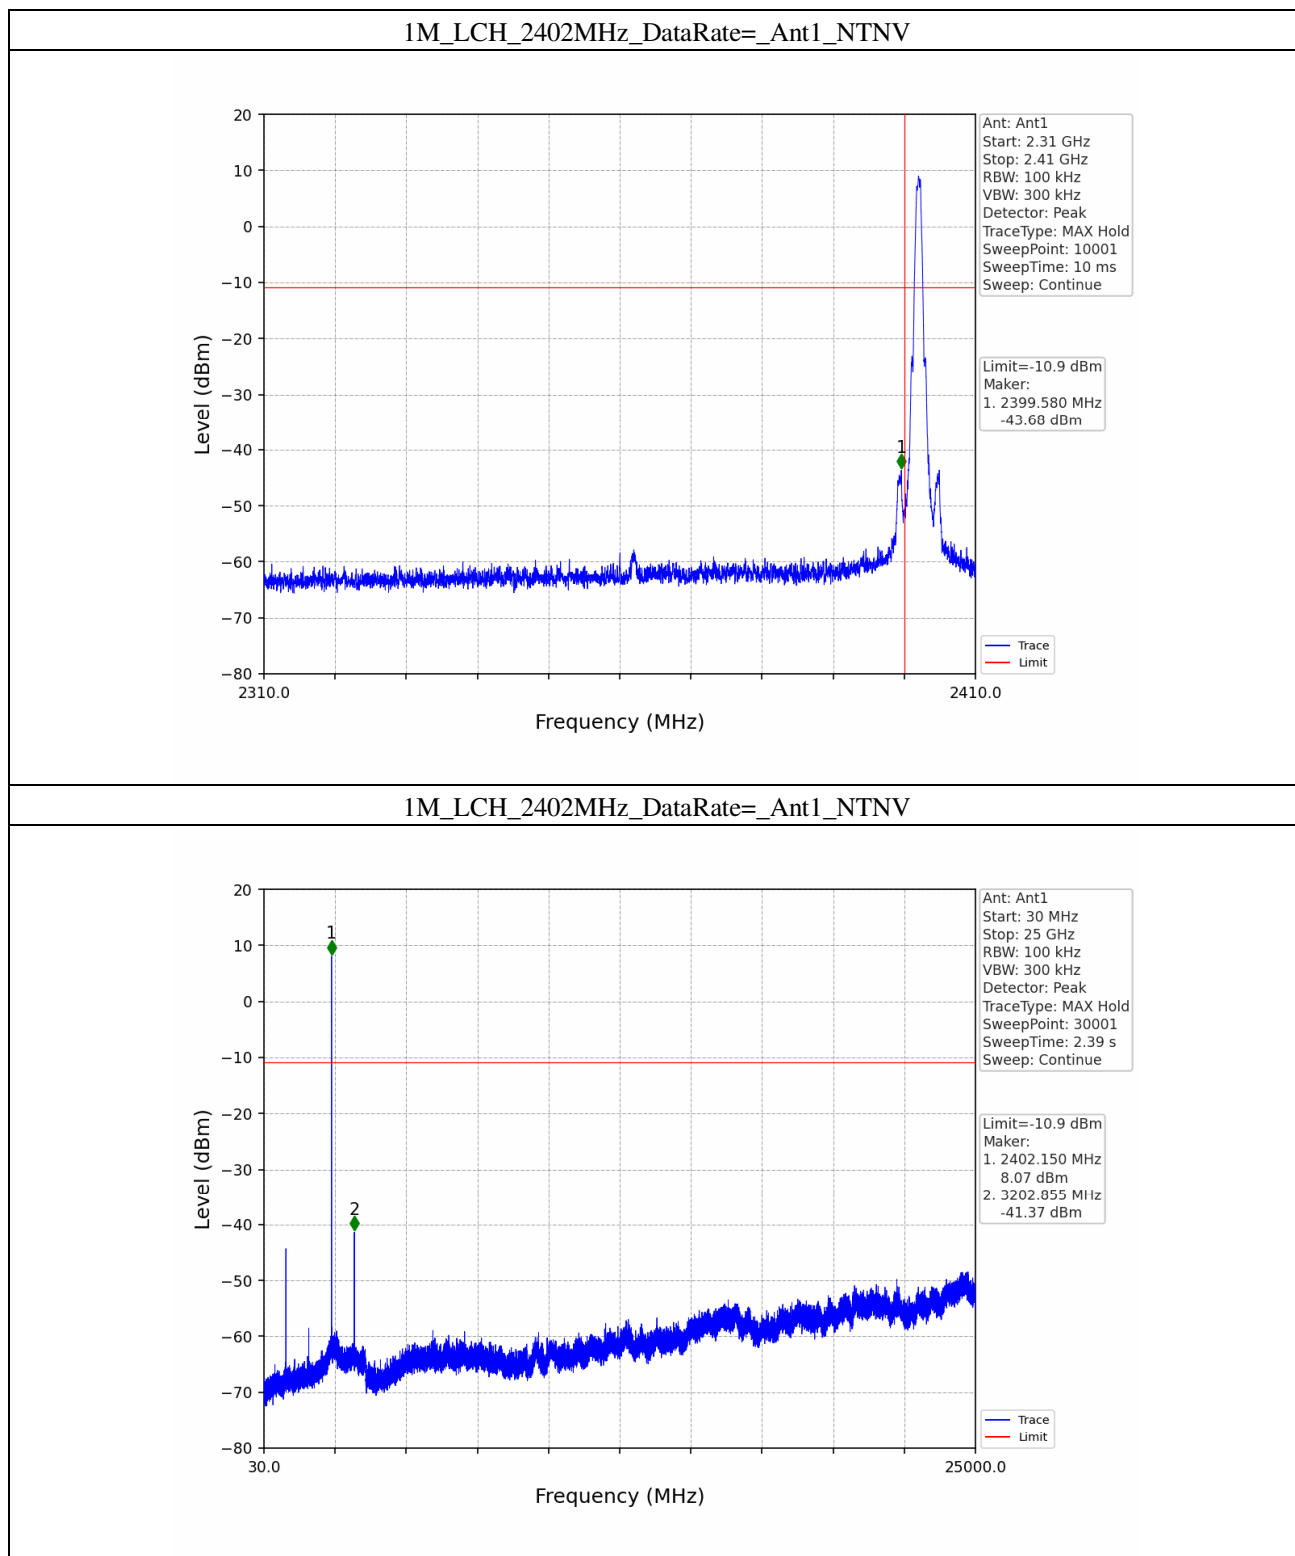 1M_LCH_2402MHz_DataRate=_Ant1_NTNV
20
10
0
−10
−20
−30
−40
−50
−60
−70
−80
Level (dBm)
1
2310.0
2410.0
Frequency (MHz)
Ant: Ant1
Start: 2.31 GHz
Stop: 2.41 GHz
RBW: 100 kHz
VBW: 300 kHz
Detector: Peak
TraceType: MAX Hold
SweepPoint: 10001
SweepTime: 10 ms
Sweep: Continue
Limit=-10.9 dBm
Maker:
1. 2399.580 MHz
-43.68 dBm
Trace
Limit
1M_LCH_2402MHz_DataRate=_Ant1_NTNV
20
10
0
−10
−20
−30
−40
−50
−60
−70
−80
Level (dBm)
1
2
30.0
25000.0
Frequency (MHz)
Ant: Ant1
Start: 30 MHz
Stop: 25 GHz
RBW: 100 kHz
VBW: 300 kHz
Detector: Peak
TraceType: MAX Hold
SweepPoint: 30001
SweepTime: 2.39 s
Sweep: Continue
Limit=-10.9 dBm
Maker:
1. 2402.150 MHz
8.07 dBm
2. 3202.855 MHz
-41.37 dBm
Trace
Limit